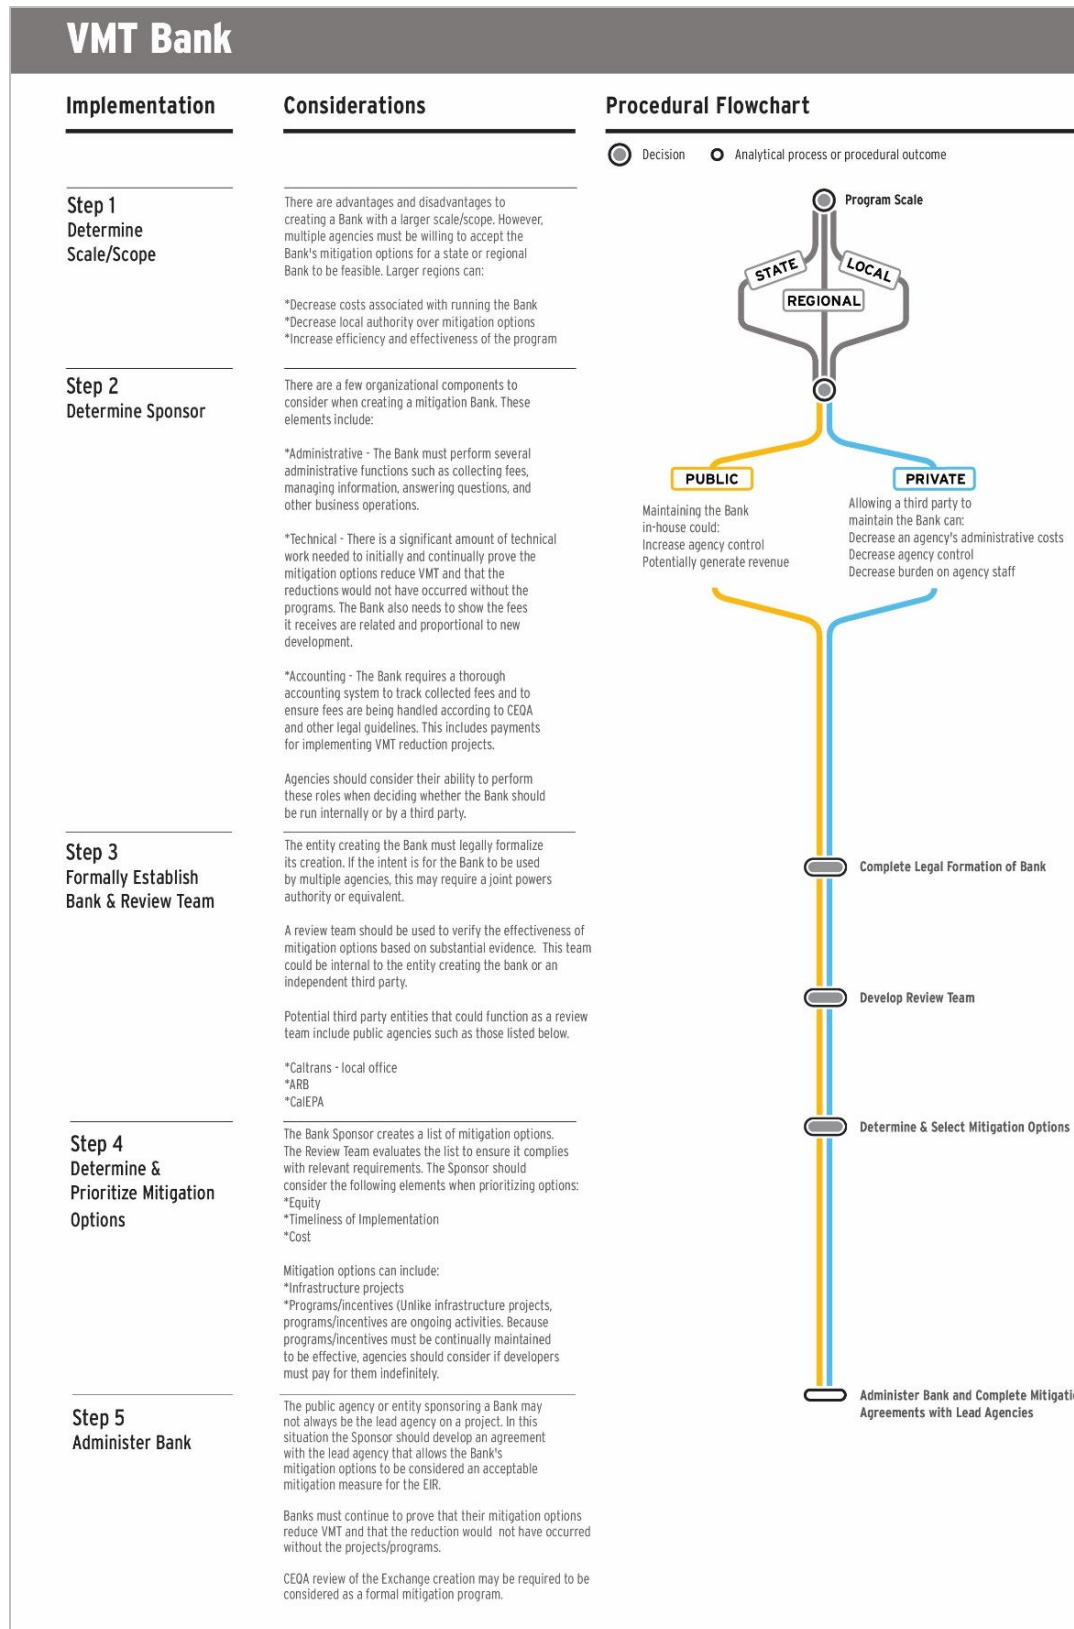 VMT Bank
Implementation
Considerations
Procedural Flowchart
Decision
Analytical process or procedural outcome
Step 1
Determine
Scale/Scope
There are advantages and disadvantages to
creating a Bank with a larger scale/scope. However,
multiple agencies must be willing to accept the
Bank's mitigation options for a state or regional
Bank to be feasible. Larger regions can:
*Decrease costs associated with running the Bank
*Decrease local authority over mitigation options
*Increase efficiency and effectiveness of the program
Program Scale
STATE
LOCAL
REGIONAL
Step 2
Determine Sponsor
There are a few organizational components to
consider when creating a mitigation Bank. These
elements include:
*Administrative - The Bank must perform several
administrative functions such as collecting fees,
managing information, answering questions, and
other business operations.
*Technical - There is a significant amount of technical
work needed to initially and continually prove the
mitigation options reduce VMT and that the
reductions would not have occurred without the
programs. The Bank also needs to show the fees
it receives are related and proportional to new
development.
*Accounting - The Bank requires a thorough
accounting system to track collected fees and to
ensure fees are being handled according to CEQA
and other legal guidelines. This includes payments
for implementing VMT reduction projects.
Agencies should consider their ability to perform
these roles when deciding whether the Bank should
be run internally or by a third party.
PUBLIC
Maintaining the Bank
in-house could:
Increase agency control
Potentially generate revenue
PRIVATE
Allowing a third party to
maintain the Bank can:
Decrease an agency's administrative costs
Decrease agency control
Decrease burden on agency staff
Step 3
Formally Establish
Bank & Review Team
The entity creating the Bank must legally formalize
its creation. If the intent is for the Bank to be used
by multiple agencies, this may require a joint powers
authority or equivalent.
A review team should be used to verify the effectiveness of
mitigation options based on substantial evidence. This team
could be internal to the entity creating the bank or an
independent third party.
Potential third party entities that could function as a review
team include public agencies such as those listed below.
*Caltrans - local office
*ARB
*CalEPA
Complete Legal Formation of Bank
Develop Review Team
Step 4
Determine &
Prioritize Mitigation
Options
The Bank Sponsor creates a list of mitigation options.
The Review Team evaluates the list to ensure it complies
with relevant requirements. The Sponsor should
consider the following elements when prioritizing options:
*Equity
*Timeliness of Implementation
*Cost
Mitigation options can include:
*Infrastructure projects
*Programs/incentives (Unlike infrastructure projects,
programs/incentives are ongoing activities. Because
programs/incentives must be continually maintained
to be effective, agencies should consider if developers
must pay for them indefinitely.
Determine & Select Mitigation Options
Step 5
Administer Bank
The public agency or entity sponsoring a Bank may
not always be the lead agency on a project. In this
situation the Sponsor should develop an agreement
with the lead agency that allows the Bank's
mitigation options to be considered an acceptable
mitigation measure for the EIR.
Banks must continue to prove that their mitigation options
reduce VMT and that the reduction would not have occurred
without the projects/programs.
CEQA review of the Exchange creation may be required to be
considered as a formal mitigation program.
Administer Bank and Complete Mitigatio
Agreements with Lead Agencies